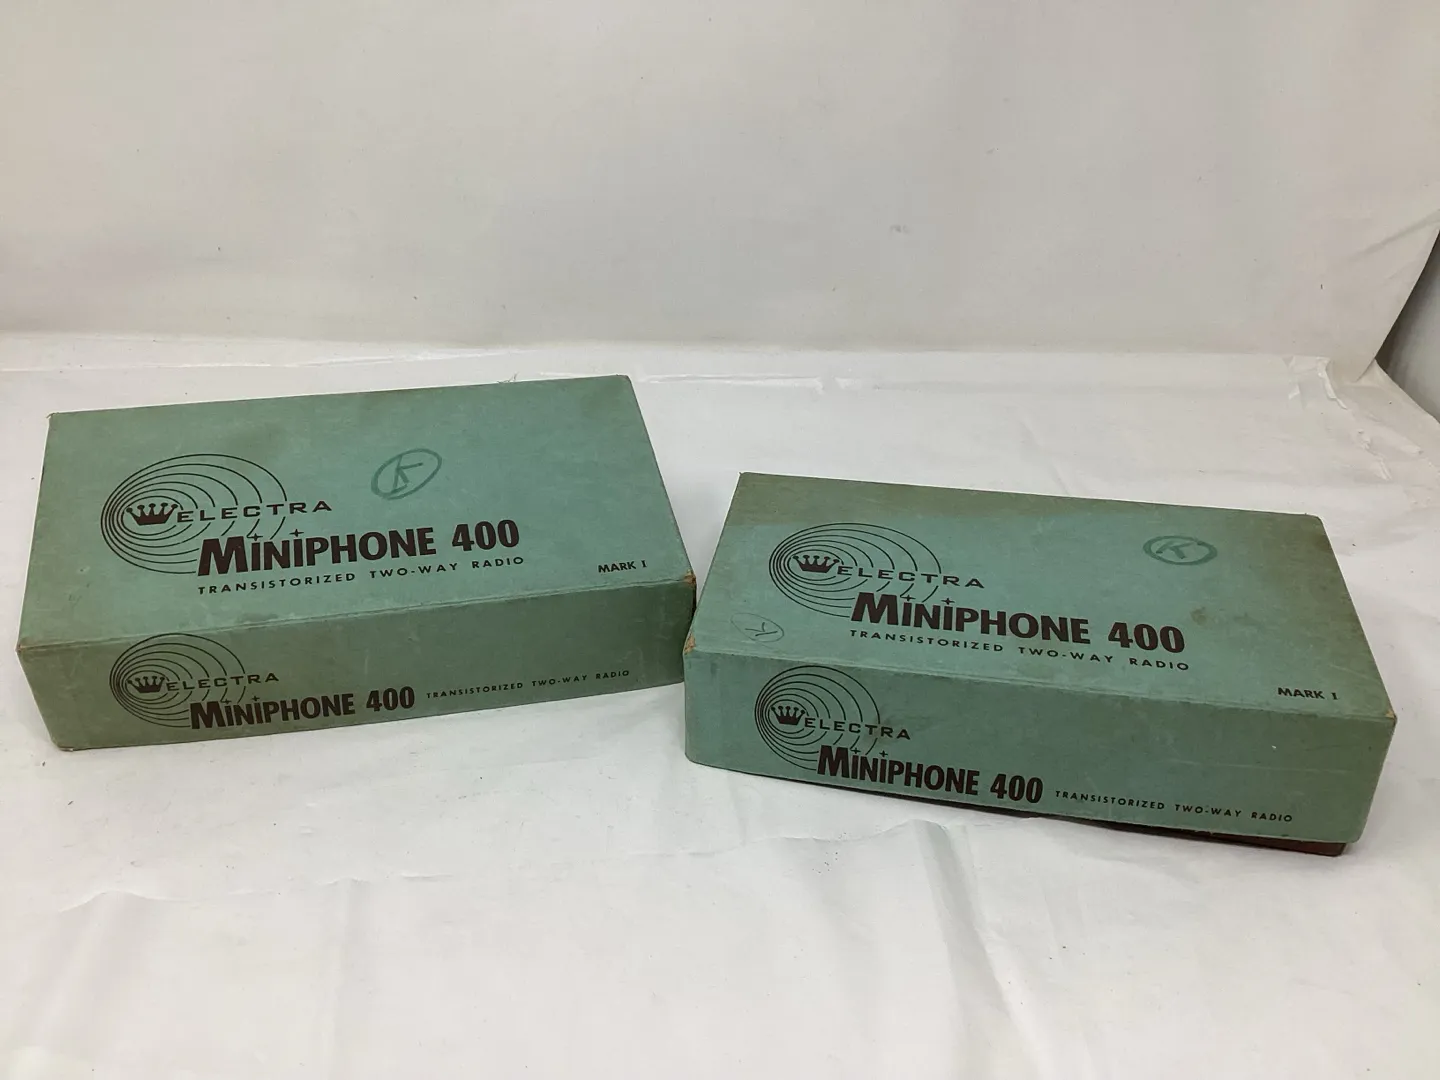 K
ELECTRA
MINIPHONE 400
TRANSISTORIZED TWO-WAY RADIO
MARK I
ELECTRA
MINIPHONE 400 TRANSISTORIZED TWO-WAY RADIO
K
ELECTRA
MINIPHONE 400
TRANSISTORIZED TWO-WAY RADIO
MARK I
ELECTRA
MINIPHONE 400 TRANSISTORIZED TWO-WAY RADIO